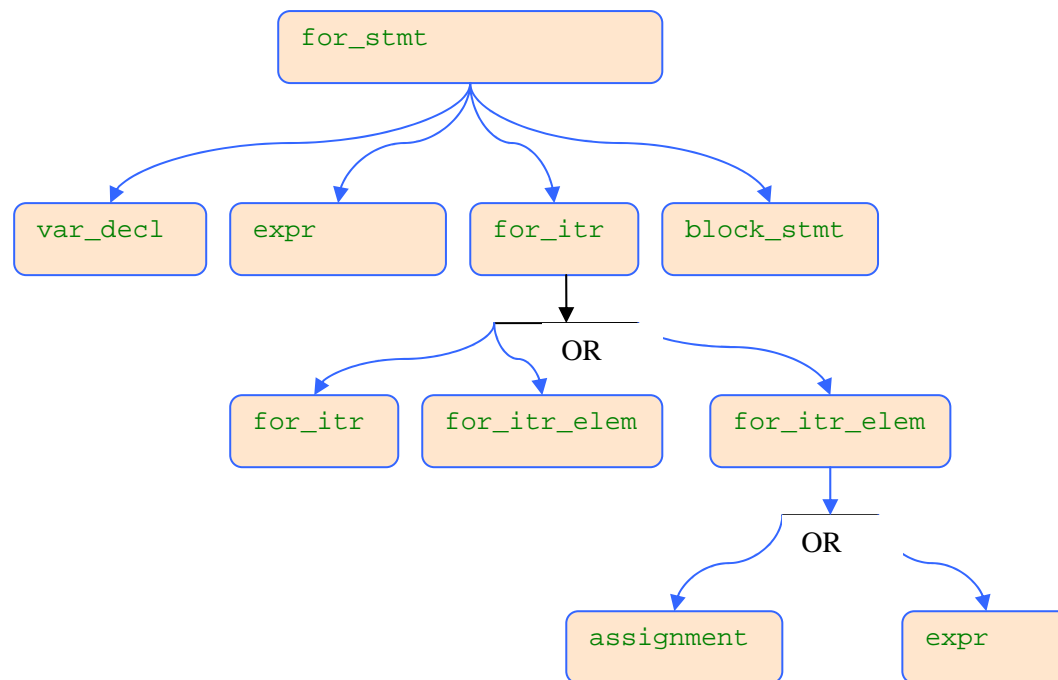 for_stmt
var_decl
expr
for_itr
block_stmt
OR
for_itr
for_itr_elem
for_itr_elem
OR
assignment
expr